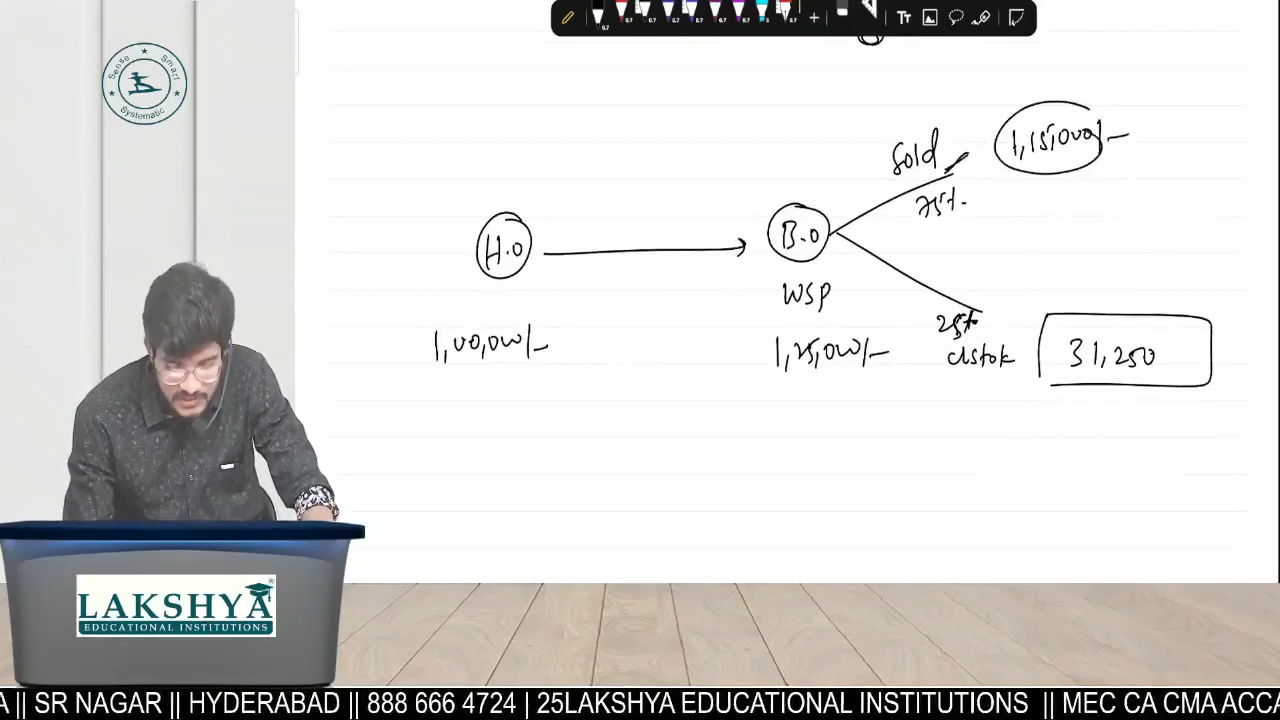 Sense Smart Systematic
Sold 1,15,000/-
75%
H.O
B.O
WSP
1,00,000/-
1,25,000/-
25%
clstok
31,250
LAKSHYA
EDUCATIONAL INSTITUTIONS
A || SR NAGAR || HYDERABAD || 888 666 4724 | 25LAKSHYA EDUCATIONAL INSTITUTIONS || MEC CA CMA ACCA